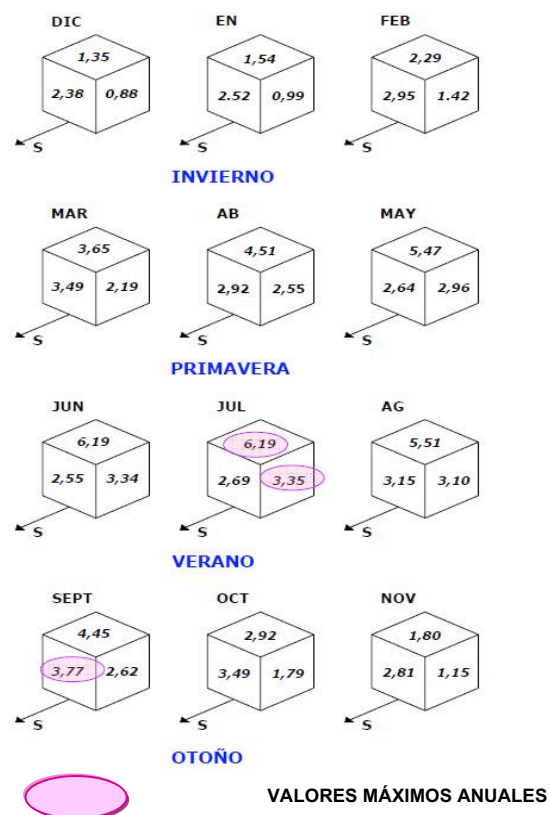 DIC EN FEB
1,35 1,54 2,29
2,38 0,88 2.52 0,99 2,95 1.42
S S S
INVIERNO
MAR AB MAY
3,65 4,51 5,47
3,49 2,19 2,92 2,55 2,64 2,96
S S S
PRIMAVERA
JUN JUL AG
6,19 6,19 5,51
2,55 3,34 2,69 3,35 3,15 3,10
S S S
VERANO
SEPT OCT NOV
4,45 2,92 1,80
3,77 2,62 3,49 1,79 2,81 1,15
S S S
OTOÑO
VALORES MÁXIMOS ANUALES